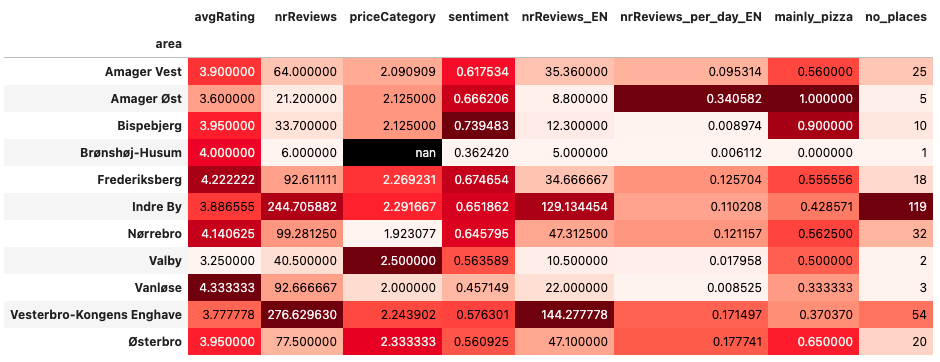 avgRating nrReviews priceCategory sentiment nrReviews_EN nrReviews_per_day_EN mainly_pizza no_places
area
Amager Vest 3.900000 64.000000 2.090909 0.617534 35.360000 0.095314 0.560000 25
Amager Øst 3.600000 21.200000 2.125000 0.666206 8.800000 0.340582 1.000000 5
Bispebjerg 3.950000 33.700000 2.125000 0.739483 12.300000 0.008974 0.900000 10
Brønshøj-Husum 4.000000 6.000000 nan 0.362420 5.000000 0.006112 0.000000 1
Frederiksberg 4.222222 92.611111 2.269231 0.674654 34.666667 0.125704 0.555556 18
Indre By 3.886555 244.705882 2.291667 0.651862 129.134454 0.110208 0.428571 119
Nørrebro 4.140625 99.281250 1.923077 0.645795 47.312500 0.121157 0.562500 32
Valby 3.250000 40.500000 2.500000 0.563589 10.500000 0.017958 0.500000 2
Vanløse 4.333333 92.666667 2.000000 0.457149 22.000000 0.008525 0.333333 3
Vesterbro-Kongens Enghave 3.777778 276.629630 2.243902 0.576301 144.277778 0.171497 0.370370 54
Østerbro 3.950000 77.500000 2.333333 0.560925 47.100000 0.177741 0.650000 20